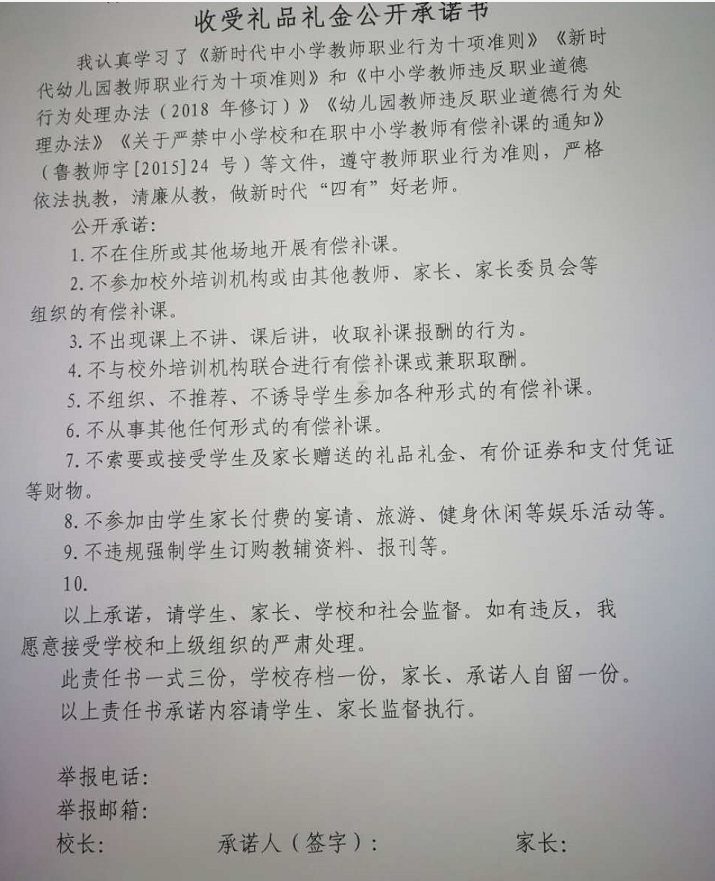 收受礼品礼金公开承诺书
我认真学习了《新时代中小学教师职业行为十项准则》《新时
代幼儿园教师职业行为十项准则》和《中小学教师违反职业道德
行为处理办法（2018 年修订）》《幼儿园教师违反职业道德行为处
理办法》《关于严禁中小学校和在职中小学教师有偿补课的通知》
（鲁教师字[2015]24 号）等文件，遵守教师职业行为准则，严格
依法执教，清廉从教，做新时代“四有”好老师。
公开承诺：
1.不在住所或其他场地开展有偿补课。
2.不参加校外培训机构或由其他教师、家长、家长委员会等
组织的有偿补课。
3.不出现课上不讲、课后讲，收取补课报酬的行为。
4.不与校外培训机构联合进行有偿补课或兼职取酬。
5.不组织、不推荐、不诱导学生参加各种形式的有偿补课。
6.不从事其他任何形式的有偿补课。
7.不索要或接受学生及家长赠送的礼品礼金、有价证券和支付凭证
等财物。
8.不参加由学生家长付费的宴请、旅游、健身休闲等娱乐活动等。
9.不违规强制学生订购教辅资料、报刊等。
10.
以上承诺，请学生、家长、学校和社会监督。如有违反，我
愿意接受学校和上级组织的严肃处理。
此责任书一式三份，学校存档一份，家长、承诺人自留一份。
以上责任书承诺内容请学生、家长监督执行。
举报电话：
举报邮箱：
校长： 承诺人（签字）： 家长：